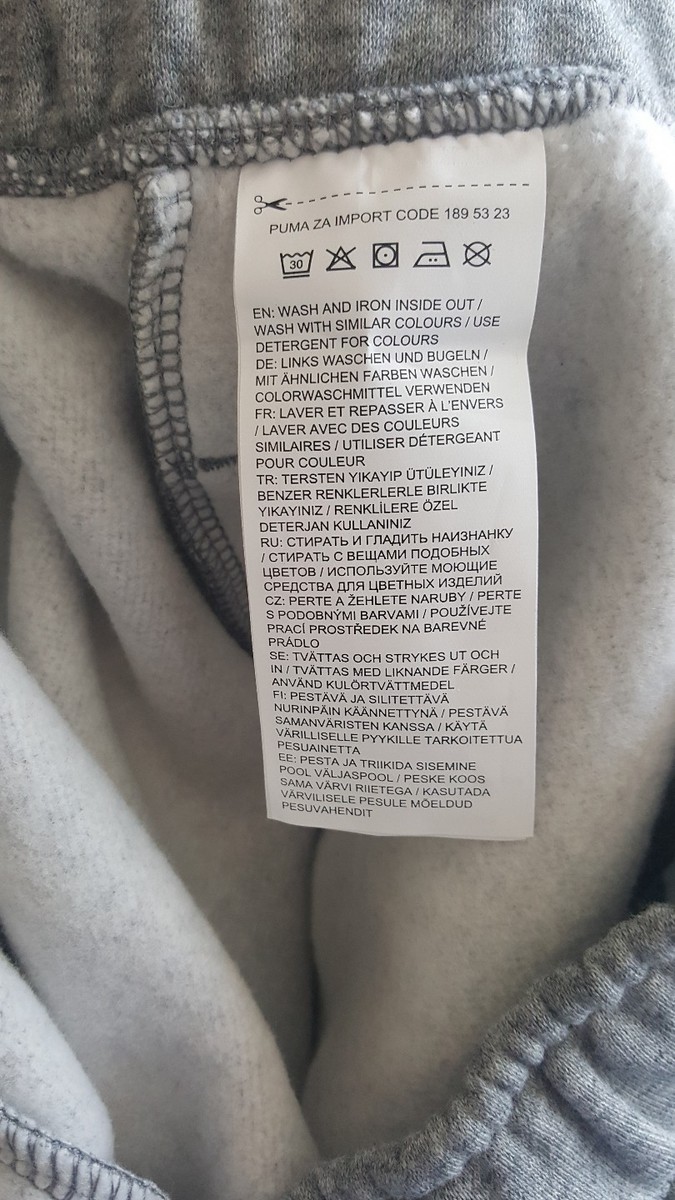 PUMA ZA IMPORT CODE 189 53 23
30
EN: WASH AND IRON INSIDE OUT /
WASH WITH SIMILAR COLOURS / USE
DETERGENT FOR COLOURS
DE: LINKS WASCHEN UND BÜGELN /
MIT ÄHNLICHEN FARBEN WASCHEN /
COLORWASCHMITTEL VERWENDEN
FR: LAVER ET REPASSER À L'ENVERS
/ LAVER AVEC DES COULEURS
SIMILAIRES / UTILISER DÉTERGEANT
POUR COULEUR
TR: TERSTEN YIKAYIP ÜTÜLEYINIZ /
BENZER RENKLERLERLE BIRLIKTE
YIKAYINIZ / RENKLİLERE ÖZEL
DETERJAN KULLANINIZ
RU: СТИРАТЬ И ГЛАДИТЬ НАИЗНАНКУ
/ СТИРАТЬ С ВЕЩАМИ ПОДОБНЫХ
ЦВЕТОВ / ИСПОЛЬЗУЙТЕ МОЮЩИЕ
СРЕДСТВА ДЛЯ ЦВЕТНЫХ ИЗДЕЛИЙ
CZ: PERTE A ŽEHLETE NARUBY / PERTE
S PODOBNÝMI BARVAMI / POUŽÍVEJTE
PRACÍ PROSTŘEDEK NA BAREVNÉ
PRÁDLO
SE: TVÄTTAS OCH STRYKES UT OCH
IN / TVÄTTAS MED LIKNANDE FÄRGER /
ANVÄND KULÖRTVÄTTMEDEL
FI: PESTÄVÄ JA SILITETTÄVÄ
NURINPÄIN KÄÄNNETTYNÄ / PESTÄVÄ
SAMANVÄRISTEN KANSSA / KÄYTÄ
VÄRILLISELLE PYYKILLE TARKOITETTUA
PESUAINETTA
EE: PESTA JA TRIIKIDA SISEMINE
POOL VÄLJASPOOL / PESKE KOOS
SAMA VÄRVI RIIETEGA / KASUTADA
VÄRVILISELE PESULE MÖELDUD
PESUVAHENDIT